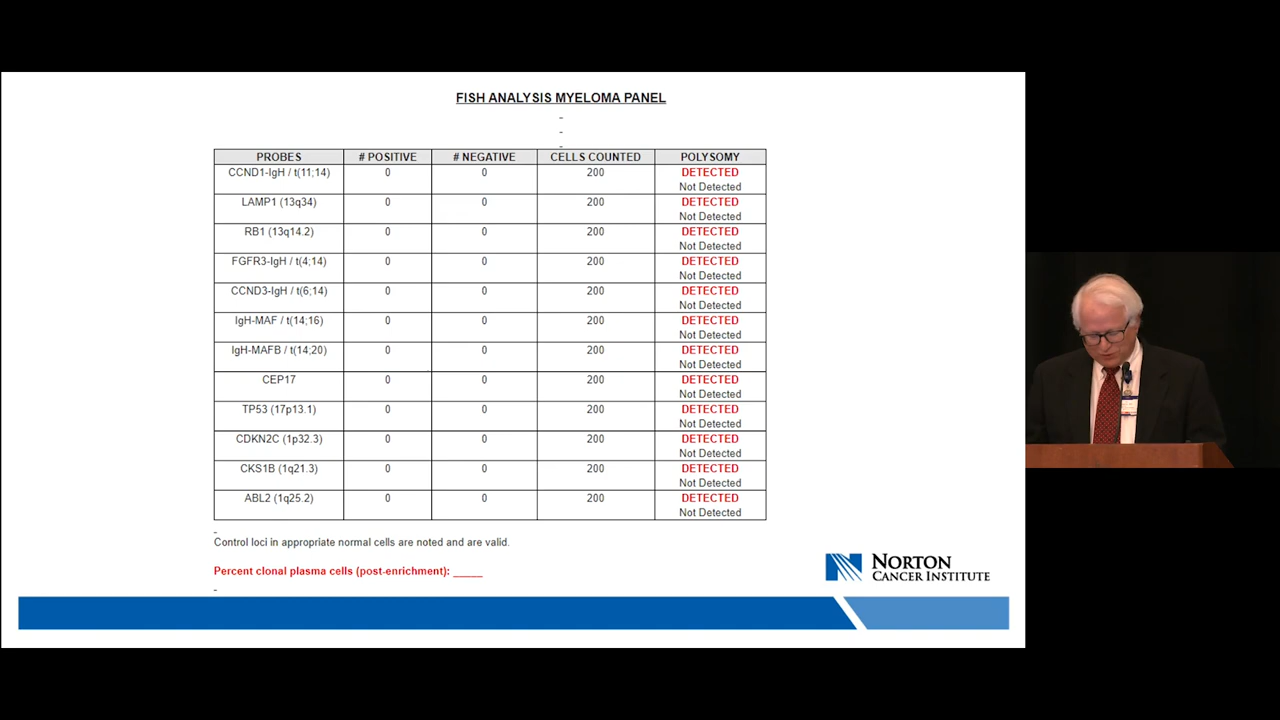 FISH ANALYSIS MYELOMA PANEL
PROBES # POSITIVE # NEGATIVE CELLS COUNTED POLYSOMY
CCND1-IgH / t(11;14) 0 0 200 DETECTED
Not Detected
LAMP1 (13q34) 0 0 200 DETECTED
Not Detected
RB1 (13q14.2) 0 0 200 DETECTED
Not Detected
FGFR3-IgH / t(4;14) 0 0 200 DETECTED
Not Detected
CCND3-IgH / t(6;14) 0 0 200 DETECTED
Not Detected
IgH-MAF / t(14;16) 0 0 200 DETECTED
Not Detected
IgH-MAFB / t(14;20) 0 0 200 DETECTED
Not Detected
CEP17 0 0 200 DETECTED
Not Detected
TP53 (17p13.1) 0 0 200 DETECTED
Not Detected
CDKN2C (1p32.3) 0 0 200 DETECTED
Not Detected
CKS1B (1q21.3) 0 0 200 DETECTED
Not Detected
ABL2 (1q25.2) 0 0 200 DETECTED
Not Detected
Control loci in appropriate normal cells are noted and are valid.
Percent clonal plasma cells (post-enrichment): _____
NORTON
CANCER INSTITUTE